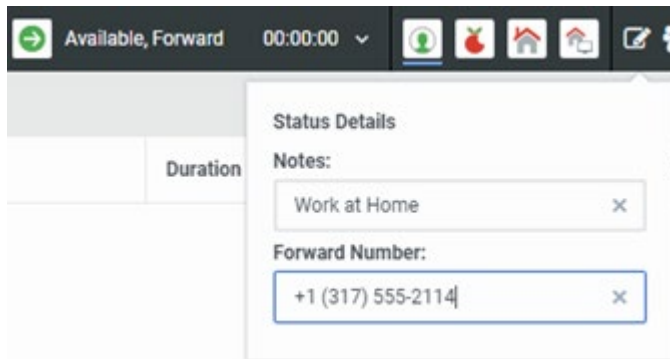 Available, Forward 00:00:00
Status Details
Duration
Notes:
Work at Home
Forward Number:
+1 (317) 555-2114